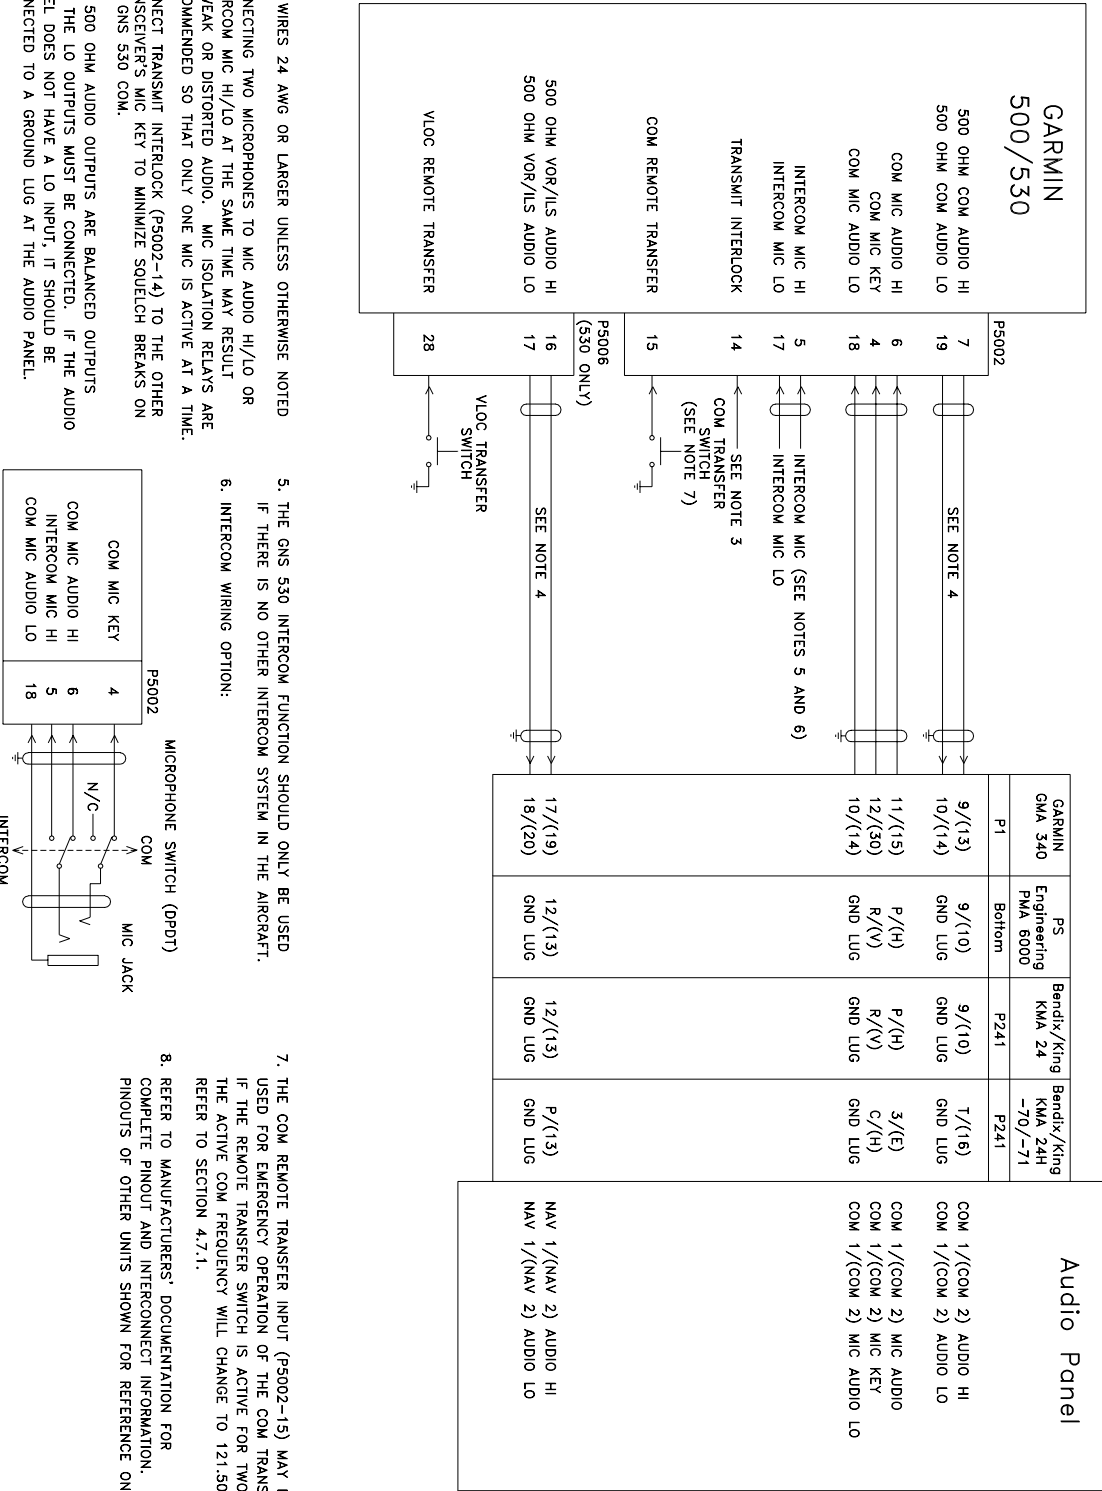 GARMIN
500/530
500 OHM COM AUDIO HI
500 OHM COM AUDIO LO
COM MIC AUDIO HI
COM MIC KEY
COM MIC AUDIO LO
INTERCOM MIC HI
INTERCOM MIC LO
TRANSMIT INTERLOCK
COM REMOTE TRANSFER
500 OHM VOR/ILS AUDIO HI
500 OHM VOR/ILS AUDIO LO
VLOC REMOTE TRANSFER
P5002
7
19
6
4
18
5
17
14
15
P5006
(530 ONLY)
16
17
28
SEE NOTE 4
INTERCOM MIC (SEE NOTES 5 AND 6)
INTERCOM MIC LO
SEE NOTE 3
COM TRANSFER
SWITCH
(SEE NOTE 7)
SEE NOTE 4
VLOC TRANSFER
SWITCH
GARMIN
GMA 340
P1
9/(13)
10/(14)
11/(15)
12/(30)
10/(14)
17/(19)
18/(20)
PS
Engineering
PMA 6000
Bottom
9/(10)
GND LUG
P/(H)
R/(V)
GND LUG
12/(13)
GND LUG
Bendix/King
KMA 24
P241
9/(10)
GND LUG
P/(H)
R/(V)
GND LUG
12/(13)
GND LUG
Bendix/King
KMA 24H
-70/-71
P241
T/(16)
GND LUG
3/(E)
C/(H)
GND LUG
P/(13)
GND LUG
Audio Panel
COM 1/(COM 2) AUDIO HI
COM 1/(COM 2) AUDIO LO
COM 1/(COM 2) MIC AUDIO
COM 1/(COM 2) MIC KEY
COM 1/(COM 2) MIC AUDIO LO
NAV 1/(NAV 2) AUDIO HI
NAV 1/(NAV 2) AUDIO LO
WIRES 24 AWG OR LARGER UNLESS OTHERWISE NOTED
NECTING TWO MICROPHONES TO MIC AUDIO HI/LO OR
RCOM MIC HI/LO AT THE SAME TIME MAY RESULT
WEAK OR DISTORTED AUDIO. MIC ISOLATION RELAYS ARE
OMMENDED SO THAT ONLY ONE MIC IS ACTIVE AT A TIME.
NECT TRANSMIT INTERLOCK (P5002-14) TO THE OTHER
NSCEIVER'S MIC KEY TO MINIMIZE SQUELCH BREAKS ON
GNS 530 COM.
500 OHM AUDIO OUTPUTS ARE BALANCED OUTPUTS
THE LO OUTPUTS MUST BE CONNECTED. IF THE AUDIO
EL DOES NOT HAVE A LO INPUT, IT SHOULD BE
NECTED TO A GROUND LUG AT THE AUDIO PANEL.
5. THE GNS 530 INTERCOM FUNCTION SHOULD ONLY BE USED
IF THERE IS NO OTHER INTERCOM SYSTEM IN THE AIRCRAFT.
6. INTERCOM WIRING OPTION:
COM MIC KEY
COM MIC AUDIO HI
INTERCOM MIC HI
COM MIC AUDIO LO
P5002
4
6
5
18
MICROPHONE SWITCH (DPDT)
N/C
COM
INTERCOM
MIC JACK
7. THE COM REMOTE TRANSFER INPUT (P5002-15) MAY
USED FOR EMERGENCY OPERATION OF THE COM TRANS
IF THE REMOTE TRANSFER SWITCH IS ACTIVE FOR TWO
THE ACTIVE COM FREQUENCY WILL CHANGE TO 121.50
REFER TO SECTION 4.7.1.
8. REFER TO MANUFACTURERS' DOCUMENTATION FOR
COMPLETE PINOUT AND INTERCONNECT INFORMATION.
PINOUTS OF OTHER UNITS SHOWN FOR REFERENCE ON